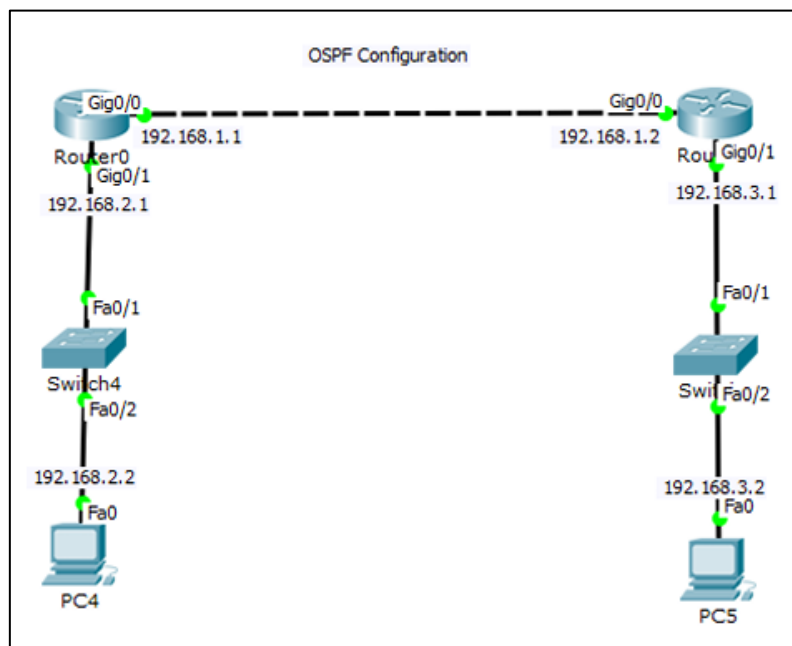 OSPF Configuration
Gig0/0
Gig0/0
192.168.1.1
192.168.1.2
Router0
Gig0/1
Gig0/1
192.168.2.1
192.168.3.1
Fa0/1
Fa0/1
Switch4
Fa0/2
Fa0/2
192.168.2.2
192.168.3.2
Fa0
Fa0
PC4
PC5